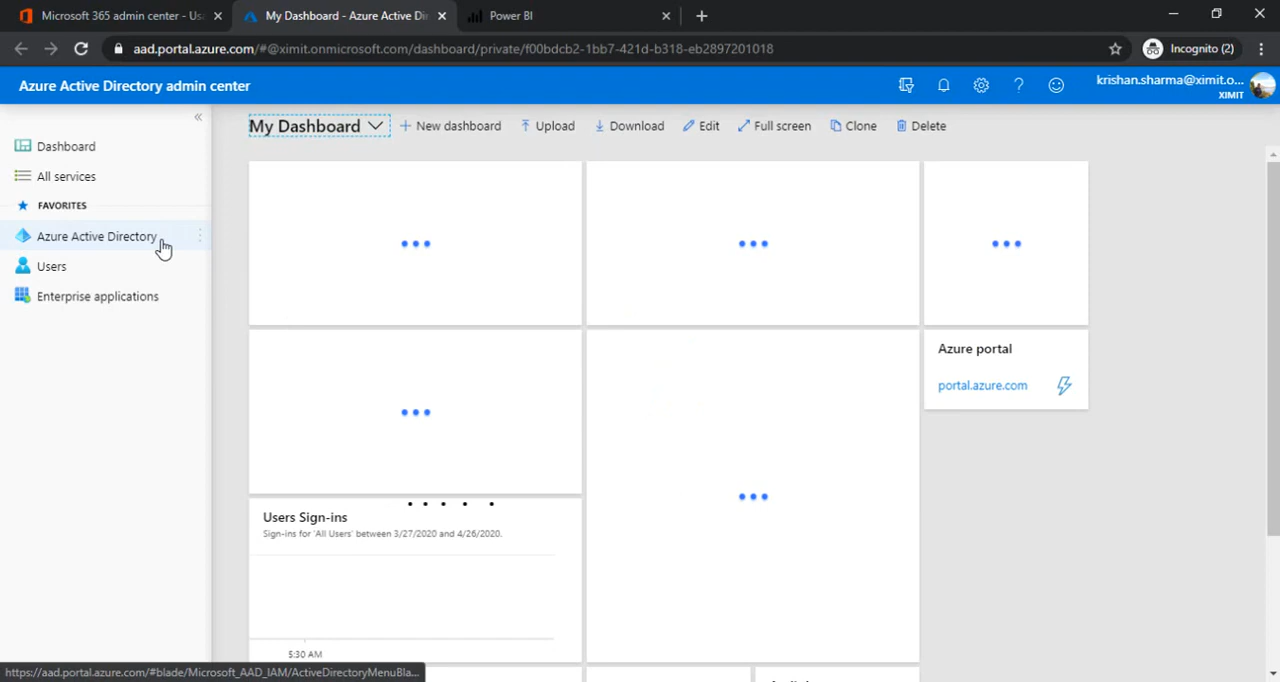 Microsoft 365 admin center - Us
My Dashboard - Azure Active Di
Power BI
aad.portal.azure.com/#@ximit.onmicrosoft.com/dashboard/private/f00bdcb2-1bb7-421d-b318-eb2897201018
Incognito (2)
Azure Active Directory admin center
krishan.sharma@ximit.o...
XIMIT
My Dashboard
New dashboard
Upload
Download
Edit
Full screen
Clone
Delete
Dashboard
All services
FAVORITES
Azure Active Directory
Users
Enterprise applications
Azure portal
portal.azure.com
Users Sign-ins
Sign-ins for 'All Users' between 3/27/2020 and 4/26/2020.
5:30 AM
https://aad.portal.azure.com/#blade/Microsoft_AAD_IAM/ActiveDirectoryMenuBla...